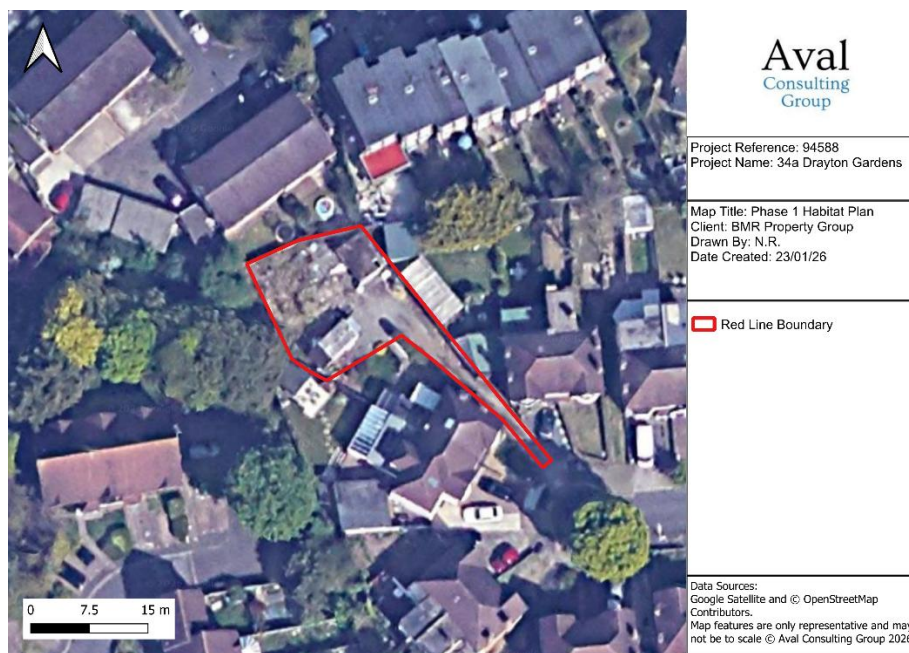 Aval
Consulting
Group
Project Reference: 94588
Project Name: 34a Drayton Gardens
Map Title: Phase 1 Habitat Plan
Client: BMR Property Group
Drawn By: N.R.
Date Created: 23/01/26
Red Line Boundary
0 7.5 15 m
Data Sources:
Google Satellite and © OpenStreetMap
Contributors.
Map features are only representative and may
not be to scale © Aval Consulting Group 2026